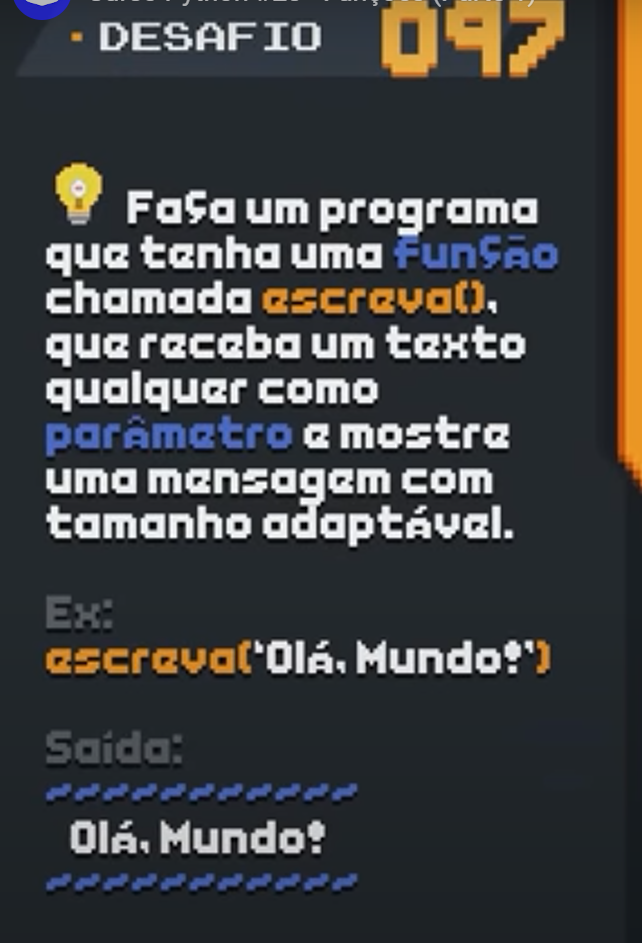 · DESAFIO 097
Faça um programa
que tenha uma função
chamada escreva(),
que receba um texto
qualquer como
parâmetro e mostre
uma mensagem com
tamanho adaptável.
Ex:
escreva('Olá, Mundo!')
Saída:
~~~~~~~~~~~
Olá, Mundo!
~~~~~~~~~~~